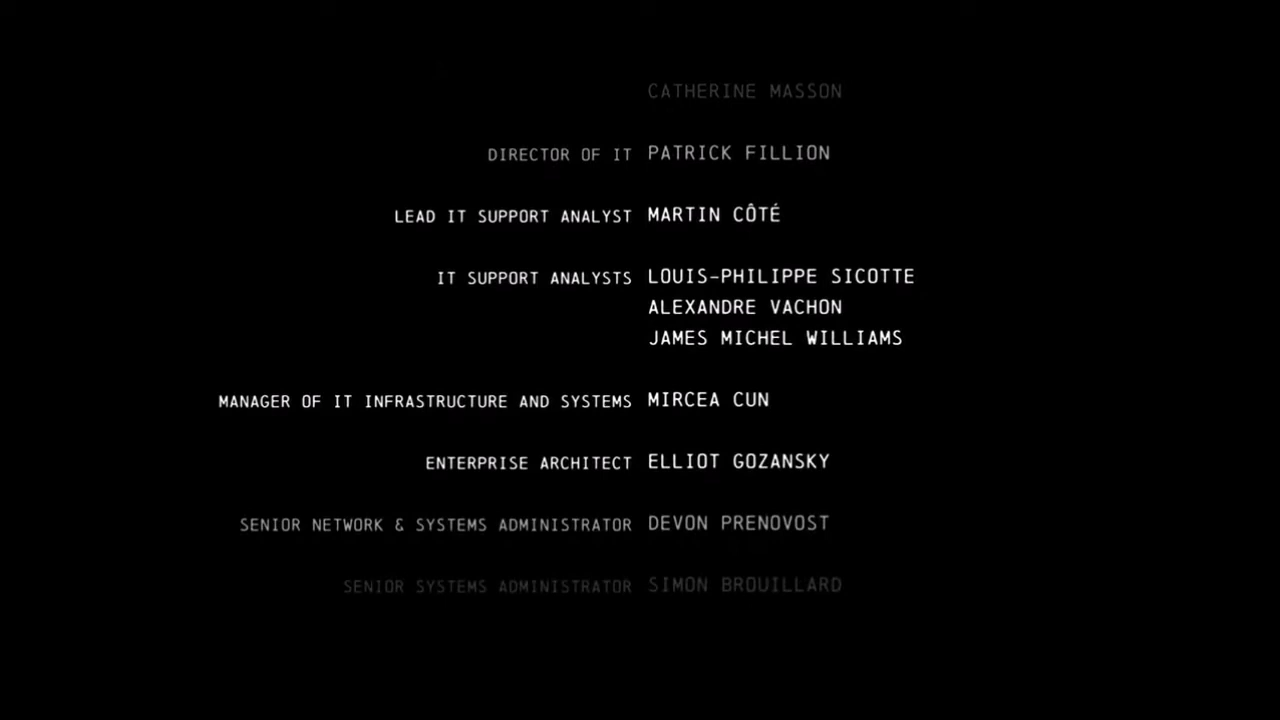 CATHERINE MASSON
DIRECTOR OF IT PATRICK FILLION
LEAD IT SUPPORT ANALYST MARTIN CÔTÉ
IT SUPPORT ANALYSTS LOUIS-PHILIPPE SICOTTE
ALEXANDRE VACHON
JAMES MICHEL WILLIAMS
MANAGER OF IT INFRASTRUCTURE AND SYSTEMS MIRCEA CUN
ENTERPRISE ARCHITECT ELLIOT GOZANSKY
SENIOR NETWORK & SYSTEMS ADMINISTRATOR DEVON PRENOVOST
SENIOR SYSTEMS ADMINISTRATOR SIMON BROUILLARD